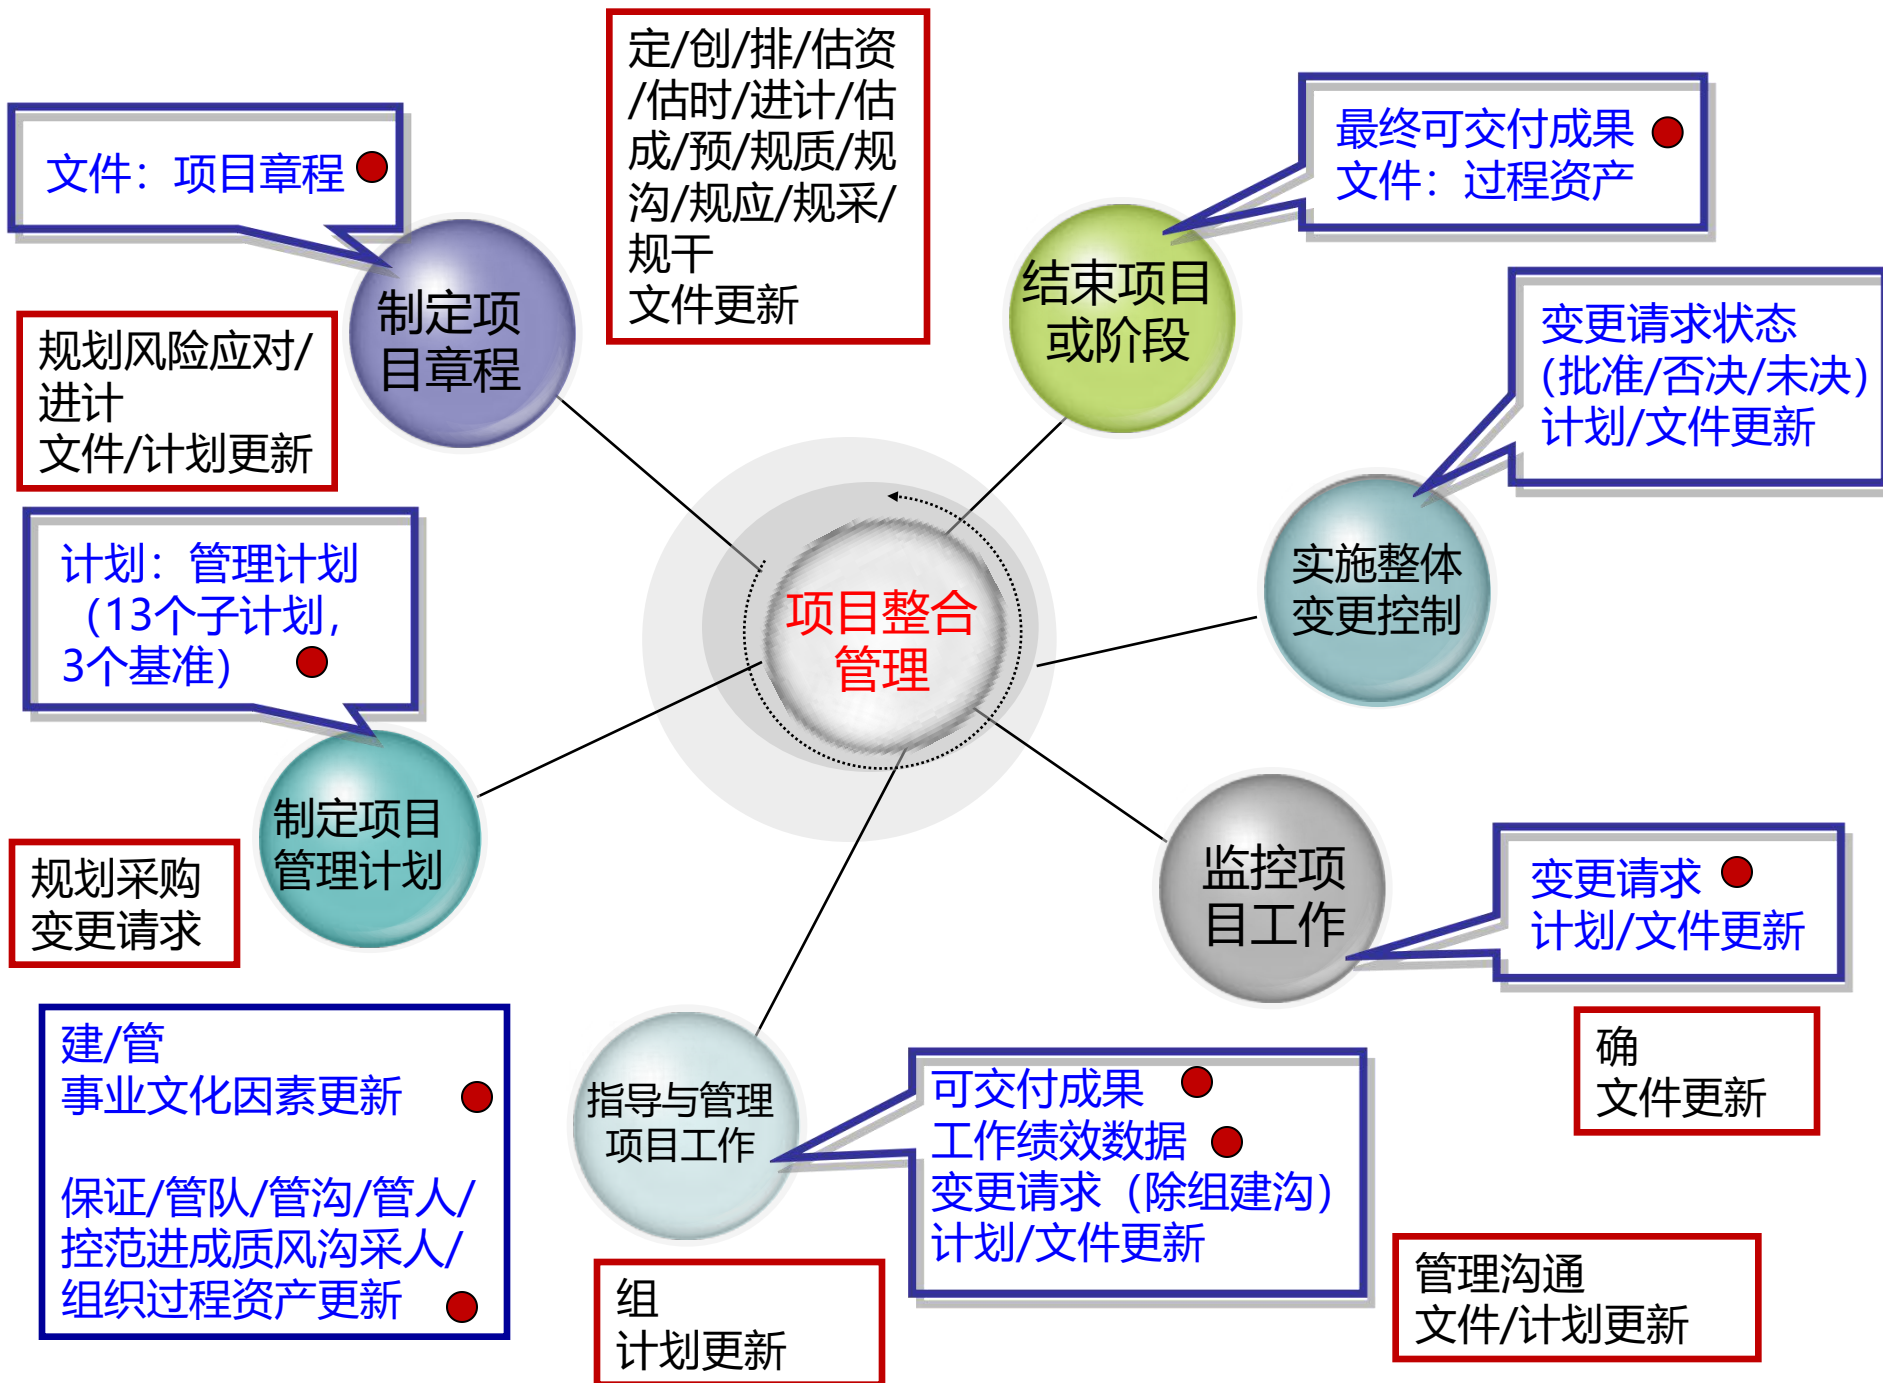 定/创/排/估资
/估时/进计/估
成/预/规质/规
沟/规应/规采/
规干
文件更新
文件：项目章程
最终可交付成果
文件：过程资产
制定项
目章程
结束项目
或阶段
规划风险应对/
进计
文件/计划更新
变更请求状态
(批准/否决/未决）
计划/文件更新
计划：管理计划
（13个子计划，
3个基准）
实施整体
变更控制
项目整合
管理
制定项目
管理计划
规划采购
变更请求
监控项
目工作
变更请求
计划/文件更新
建/管
事业文化因素更新
保证/管队/管沟/管人/
控范进成质风沟采人/
组织过程资产更新
指导与管理
项目工作
可交付成果
工作绩效数据
变更请求（除组建沟）
计划/文件更新
确
文件更新
组
计划更新
管理沟通
文件/计划更新